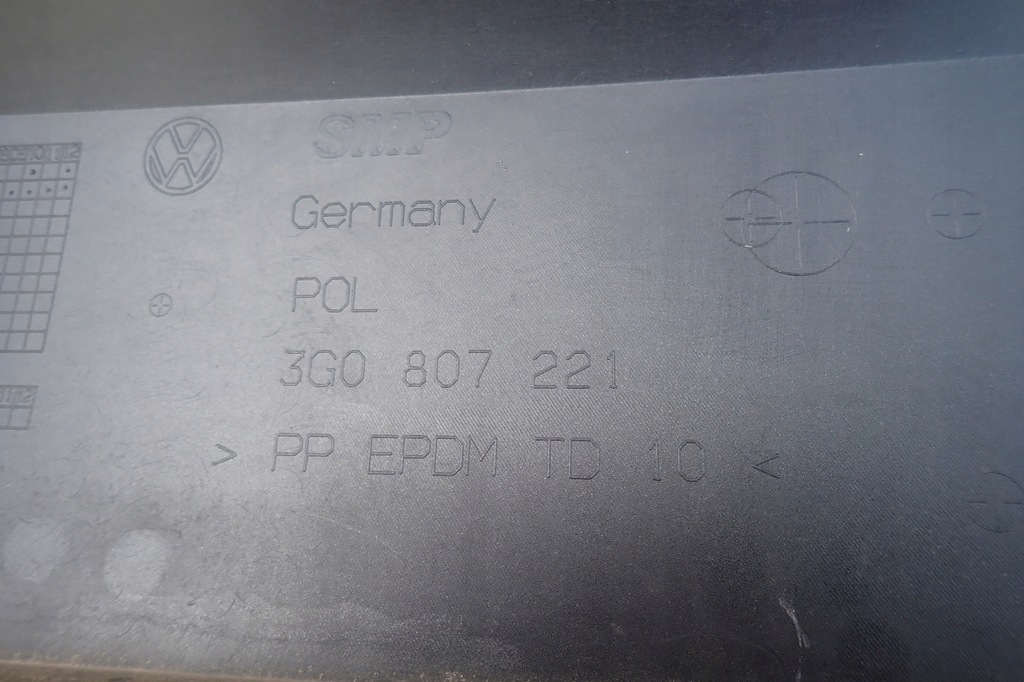 SMP
Germany
POL
3G0 807 221
> PP EPDM TD 10 <